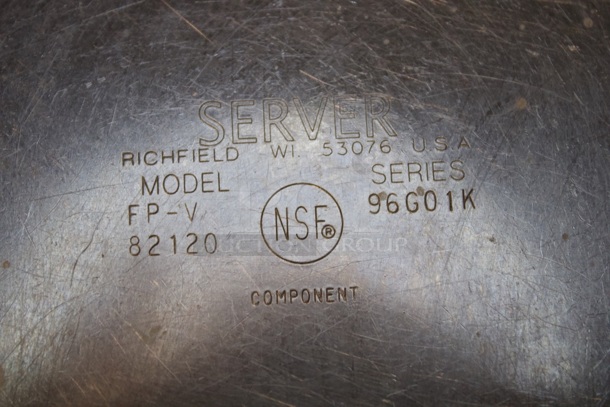 SERVER
RICHFIELD WI. 53076 U.S.A
MODEL SERIES
FP-V NSF® 96G01K
82120
COMPONENT